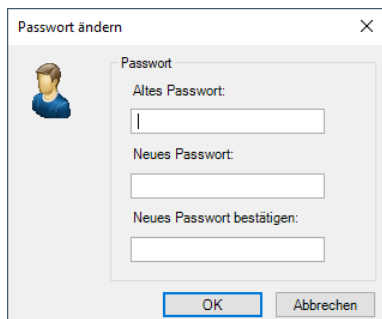 Passwort ändern
Passwort
Altes Passwort:
Neues Passwort:
Neues Passwort bestätigen:
OK
Abbrechen